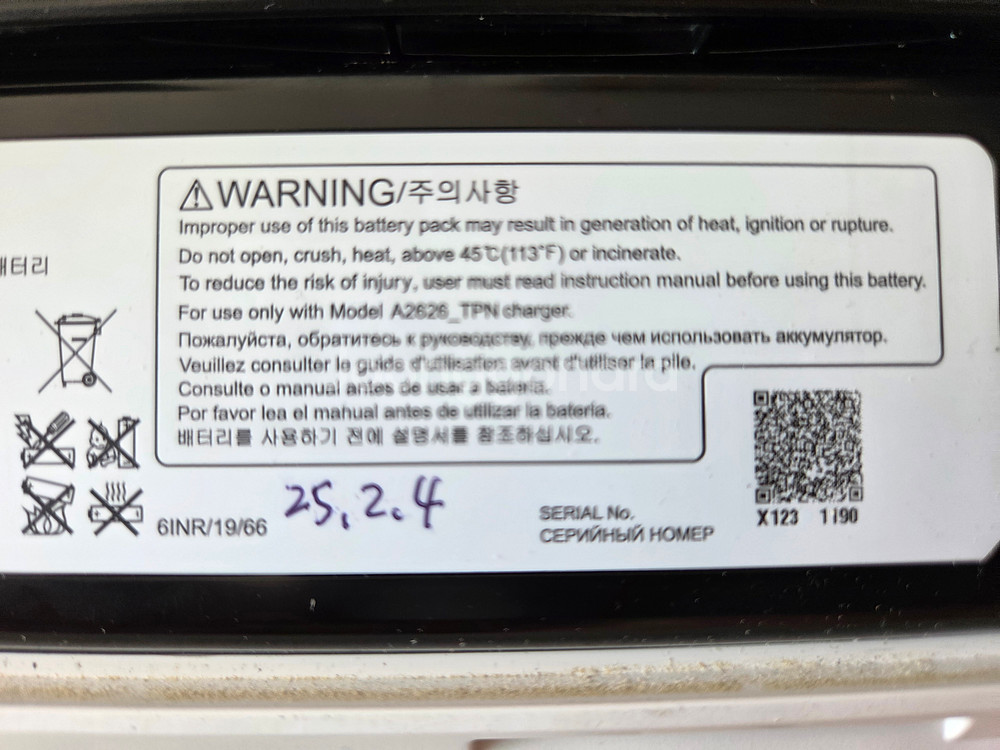 WARNING/주의사항
Improper use of this battery pack may result in generation of heat, ignition or rupture.
Do not open, crush, heat, above 45℃(113°F) or incinerate.
To reduce the risk of injury, user must read instruction manual before using this battery.
For use only with Model A2626_TPN charger.
Пожалуйста, обратитесь к руководству, прежде чем использовать аккумулятор.
Veuillez consulter le guide d'utilisation avant d'utiliser la pile.
Consulte o manual antes de usar a bateria.
Por favor lea el manual antes de utilizar la batería.
배터리를 사용하기 전에 설명서를 참조하십시오.
배터리
6INR/19/66
25.2.4
SERIAL No.
СЕРИЙНЫЙ НОМЕР
X123 1i90